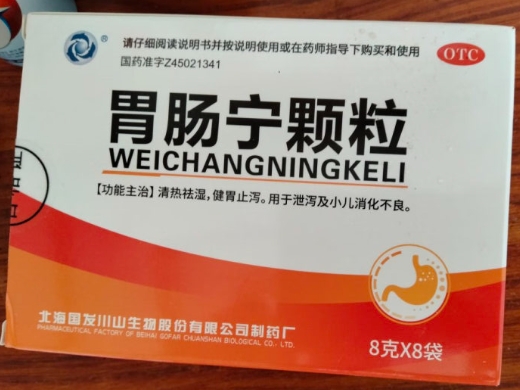 请仔细阅读说明书并按说明使用或在药师指导下购买和使用
国药准字Z45021341
OTC
胃肠宁颗粒
WEICHANGNINGKELI
【功能主治】清热祛湿，健胃止泻。用于泄泻及小儿消化不良。
北海国发川山生物股份有限公司制药厂
PHARMACEUTICAL FACTORY OF BEIHAI GOFAR CHUANSHAN BIOLOGICAL CO., LTD.
8克X8袋